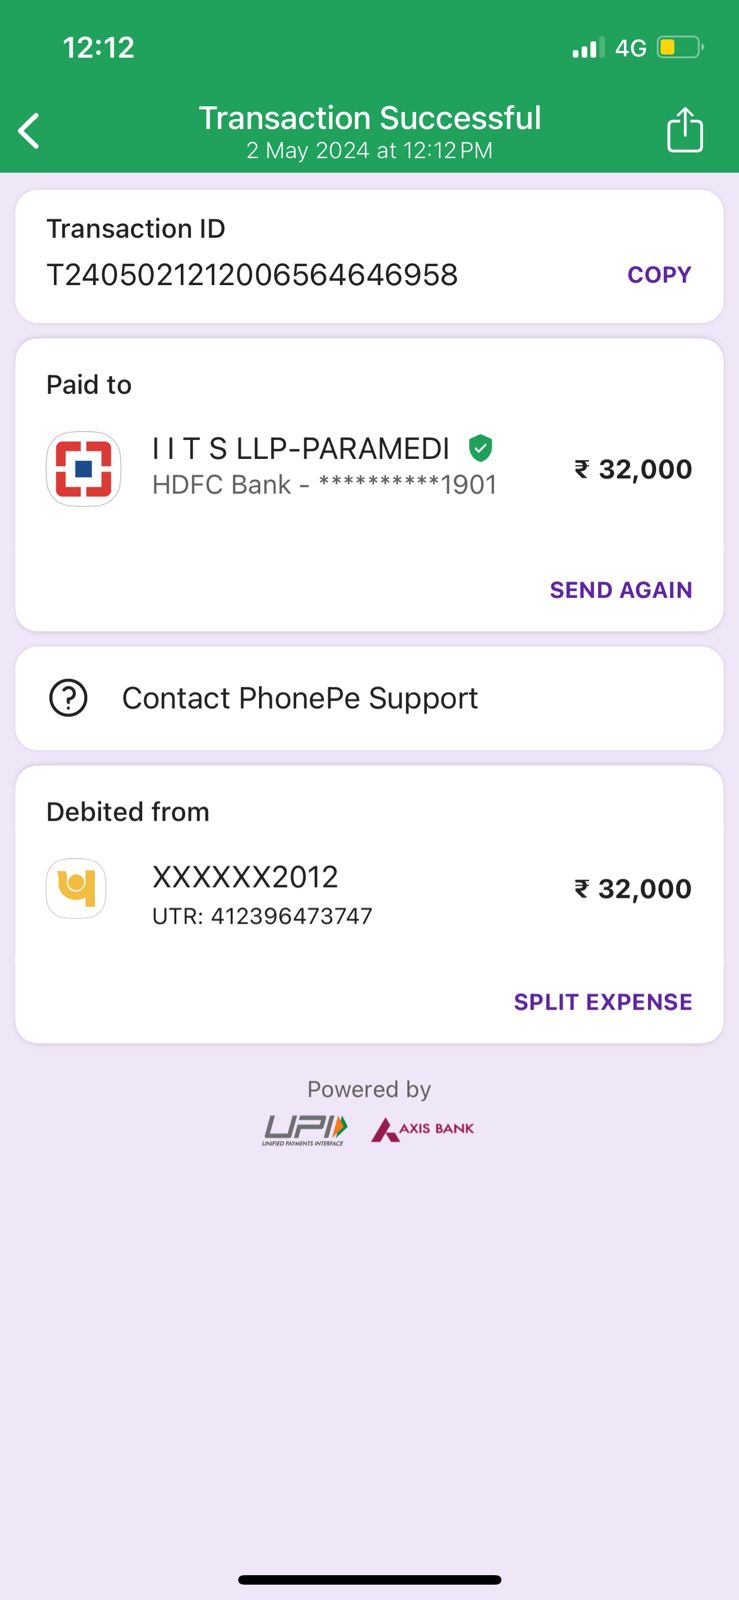 12:12
4G
Transaction Successful
2 May 2024 at 12:12 PM
Transaction ID
T2405021212006564646958
COPY
Paid to
I I T S LLP-PARAMEDI
₹ 32,000
HDFC Bank - **********1901
SEND AGAIN
Contact PhonePe Support
Debited from
XXXXXX2012
₹ 32,000
UTR: 412396473747
SPLIT EXPENSE
Powered by
UPI
UNIFIED PAYMENTS INTERFACE
AXIS BANK